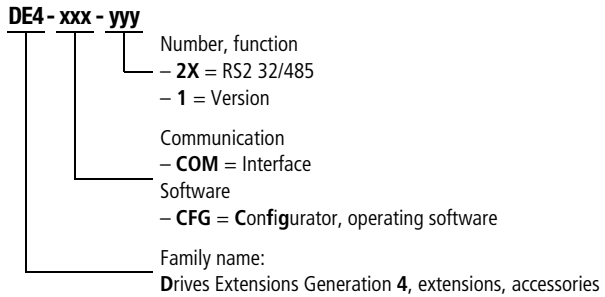 DE4 - xxx - yyy
Number, function
– 2X = RS2 32/485
– 1 = Version
Communication
– COM = Interface
Software
– CFG = Configurator, operating software
Family name:
Drives Extensions Generation 4, extensions, accessories